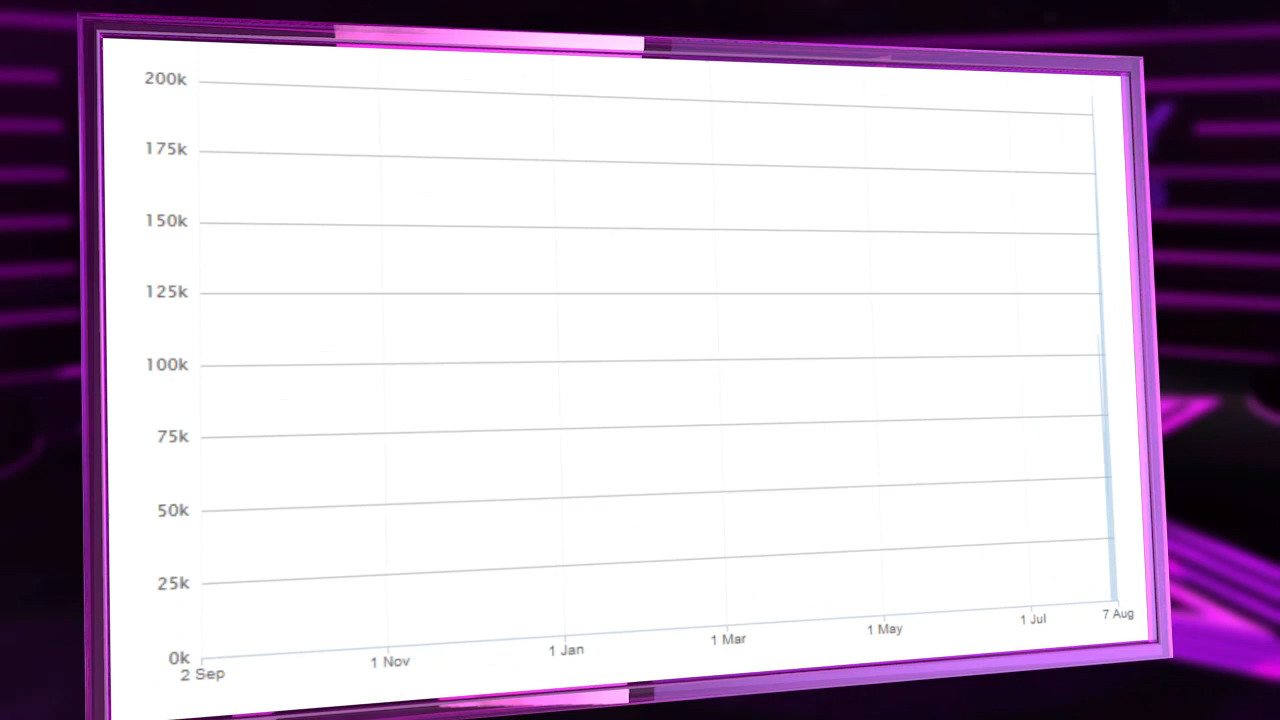 200k
175k
150k
125k
100k
75k
50k
25k
0k
2 Sep
1 Nov
1 Jan
1 Mar
1 May
1 Jul
7 Aug